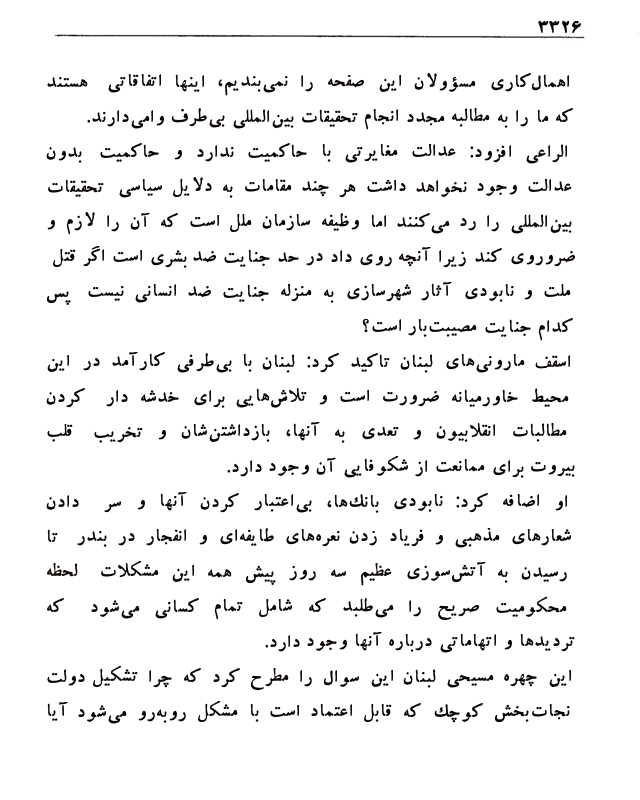 ۳۳۲۶
اهمال‌کاری مسؤولان این صفحه را نمی‌بندیم، اینها اتفاقاتی هستند
که ما را به مطالبه مجدد انجام تحقیقات بین‌المللی بی‌طرف وامی‌دارند.
الراعی افزود: عدالت مغایرتی با حاکمیت ندارد و حاکمیت بدون
عدالت وجود نخواهد داشت هر چند مقامات به دلایل سیاسی تحقیقات
بین‌المللی را رد می‌کنند اما وظیفه سازمان ملل است که آن را لازم و
ضروروی کند زیرا آنچه روی داد در حد جنایت ضد بشری است اگر قتل
ملت و نابودی آثار شهرسازی به منزله جنایت ضد انسانی نیست پس
کدام جنایت مصیبت‌بار است؟
اسقف مارونی‌های لبنان تاکید کرد: لبنان با بی‌طرفی کارآمد در این
محیط خاورمیانه ضرورت است و تلاش‌هایی برای خدشه دار کردن
مطالبات انقلابیون و تعدی به آنها، بازداشتن‌شان و تخریب قلب
بیروت برای ممانعت از شکوفایی آن وجود دارد.
او اضافه کرد: نابودی بانك‌ها، بی‌اعتبار کردن آنها و سر دادن
شعارهای مذهبی و فریاد زدن نعره‌های طایفه‌ای و انفجار در بندر تا
رسیدن به آتش‌سوزی عظیم سه روز پیش همه این مشکلات لحظه
محکومیت صریح را می‌طلبد که شامل تمام کسانی می‌شود که
تردیدها و اتهاماتی درباره آنها وجود دارد.
این چهره مسیحی لبنان این سوال را مطرح کرد که چرا تشکیل دولت
نجات‌بخش کوچك که قابل اعتماد است با مشکل روبه‌رو می‌شود آیا